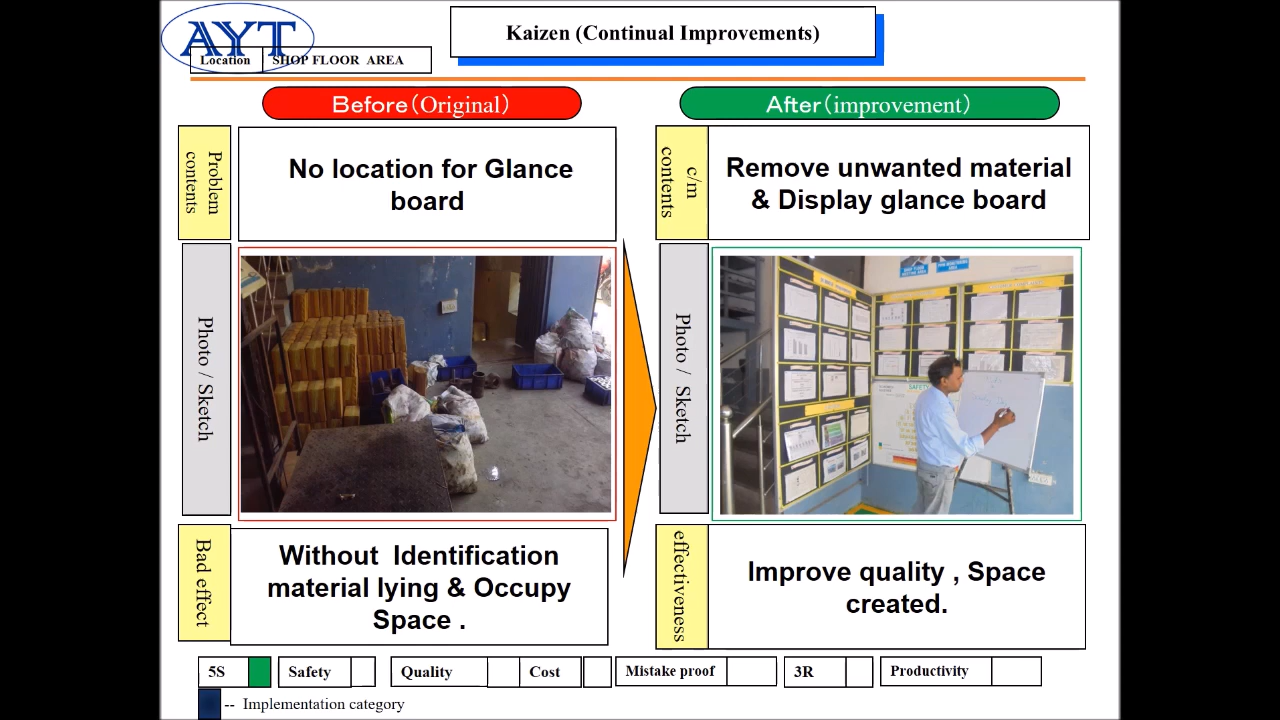 AYT
Kaizen (Continual Improvements)
Location SHOP FLOOR AREA
Before(Original)
After(improvement)
Problem
contents
No location for Glance
board
c/m
contents
Remove unwanted material
& Display glance board
Photo / Sketch
Photo / Sketch
SAFETY
Bad effect
Without Identification
material lying & Occupy
Space .
effectiveness
Improve quality , Space
created.
5S Safety Quality Cost Mistake proof 3R Productivity
-- Implementation category